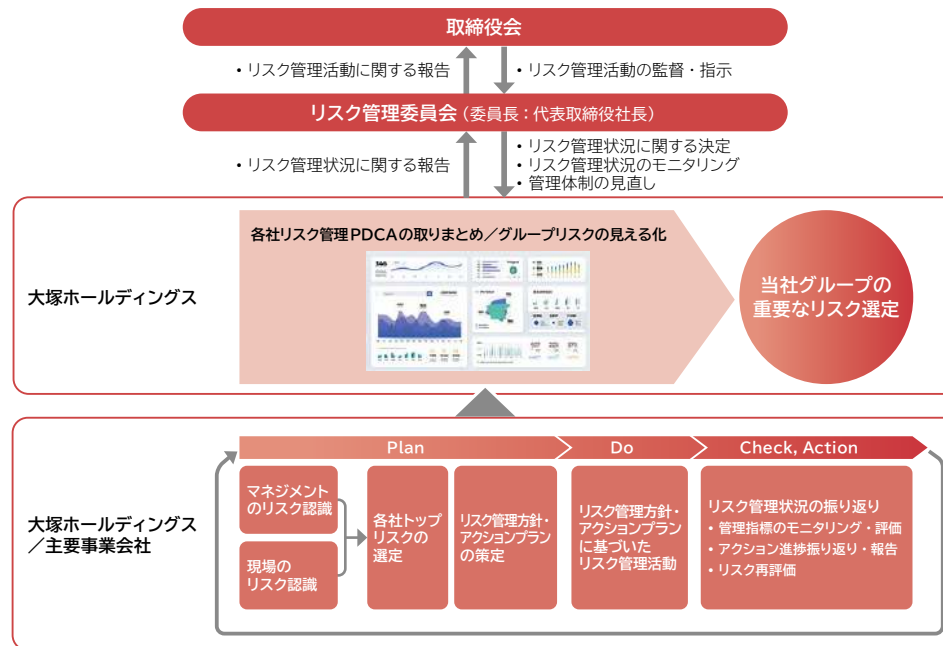 取締役会
・リスク管理活動に関する報告
・リスク管理活動の監督・指示
リスク管理委員会（委員長：代表取締役社長）
・リスク管理状況に関する報告
・リスク管理状況に関する決定
・リスク管理状況のモニタリング
・管理体制の見直し
大塚ホールディングス
各社リスク管理PDCAの取りまとめ／グループリスクの見える化
当社グループの
重要なリスク選定
大塚ホールディングス
／主要事業会社
Plan
Do
Check, Action
マネジメント
のリスク認識
現場の
リスク認識
各社トップ
リスクの
選定
リスク管理方針・
アクションプラン
の策定
リスク管理方針・
アクションプラン
に基づいた
リスク管理活動
リスク管理状況の振り返り
・管理指標のモニタリング・評価
・アクション進捗振り返り・報告
・リスク再評価